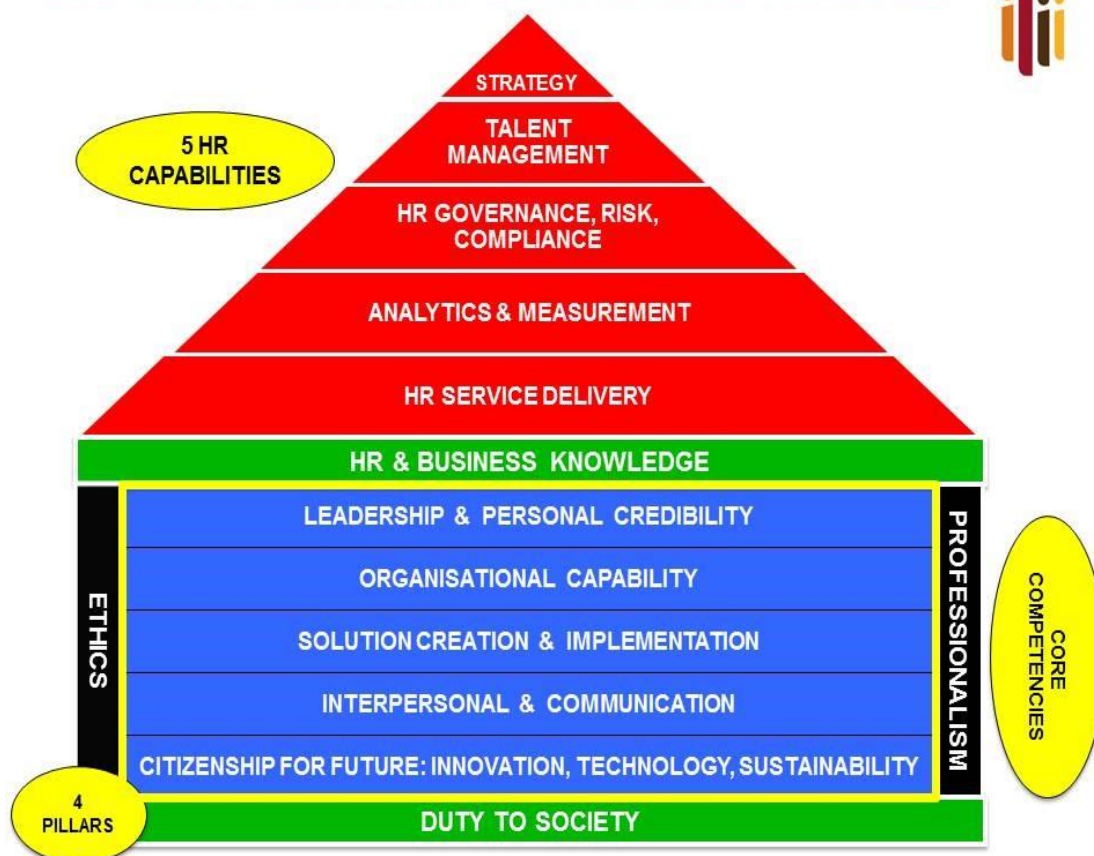 STRATEGY
5 HR
CAPABILITIES
TALENT
MANAGEMENT
HR GOVERNANCE, RISK,
COMPLIANCE
ANALYTICS & MEASUREMENT
HR SERVICE DELIVERY
HR & BUSINESS KNOWLEDGE
ETHICS
LEADERSHIP & PERSONAL CREDIBILITY
ORGANISATIONAL CAPABILITY
SOLUTION CREATION & IMPLEMENTATION
INTERPERSONAL & COMMUNICATION
CITIZENSHIP FOR FUTURE: INNOVATION, TECHNOLOGY, SUSTAINABILITY
PROFESSIONALISM
CORE
COMPETENCIES
4
PILLARS
DUTY TO SOCIETY